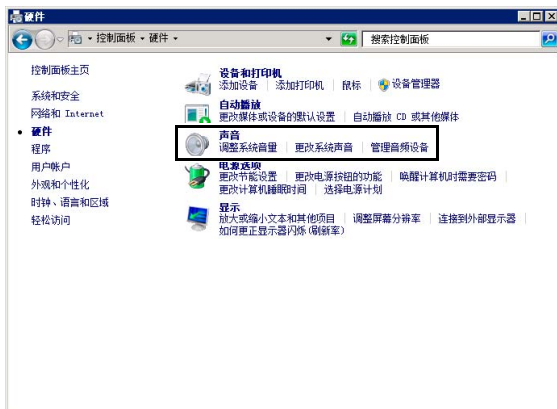 硬件
控制面板 硬件
搜索控制面板
控制面板主页
系统和安全
网络和 Internet
硬件
程序
用户帐户
外观和个性化
时钟、语言和区域
轻松访问
设备和打印机
添加设备 添加打印机 鼠标 设备管理器
自动播放
更改媒体或设备的默认设置 自动播放 CD 或其他媒体
声音
调整系统音量 更改系统声音 管理音频设备
电源选项
更改节能设置 更改电源按钮的功能 唤醒计算机时需要密码
更改计算机睡眠时间 选择电源计划
显示
放大或缩小文本和其他项目 调整屏幕分辨率 连接到外部显示器
如何更正显示器闪烁(刷新率)